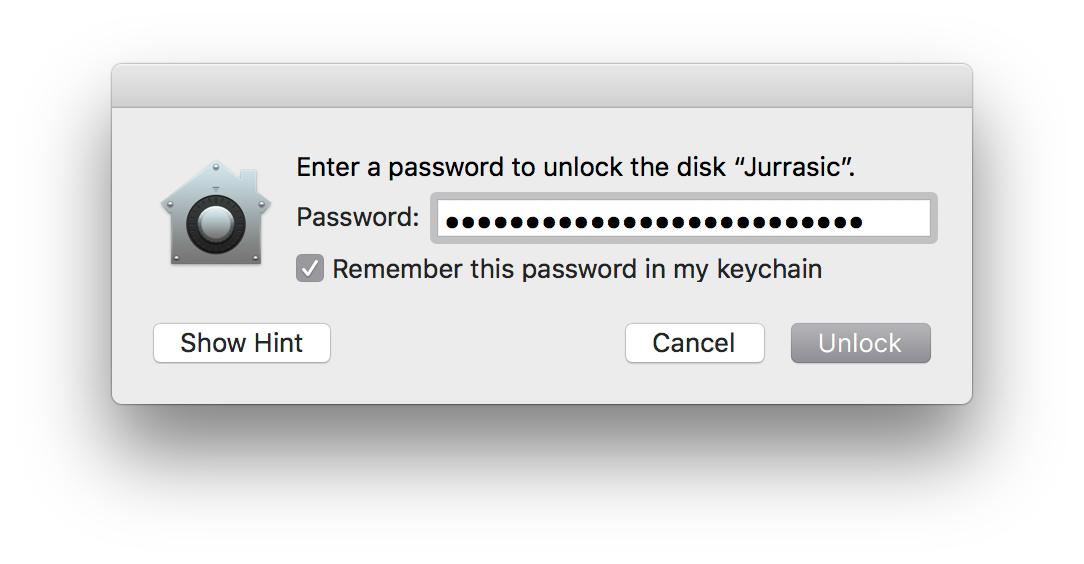 Enter a password to unlock the disk “Jurrasic”.
Password: ••••••••••••••••••••••••••
Remember this password in my keychain
Show Hint Cancel Unlock